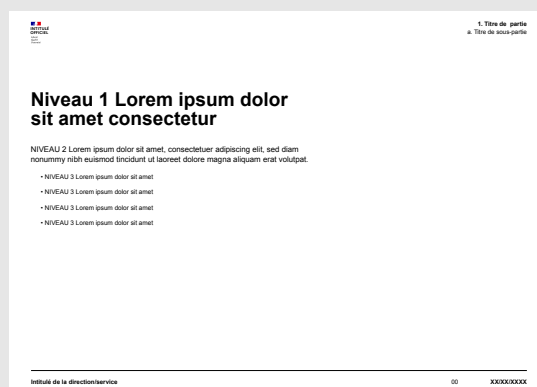 INTITULÉ
OFFICIEL
1. Titre de partie
a. Titre de sous-partie
Niveau 1 Lorem ipsum dolor
sit amet consectetur
NIVEAU 2 Lorem ipsum dolor sit amet, consectetuer adipiscing elit, sed diam
nonummy nibh euismod tincidunt ut laoreet dolore magna aliquam erat volutpat.
• NIVEAU 3 Lorem ipsum dolor sit amet
• NIVEAU 3 Lorem ipsum dolor sit amet
• NIVEAU 3 Lorem ipsum dolor sit amet
• NIVEAU 3 Lorem ipsum dolor sit amet
Intitulé de la direction/service 00 XX/XX/XXXX